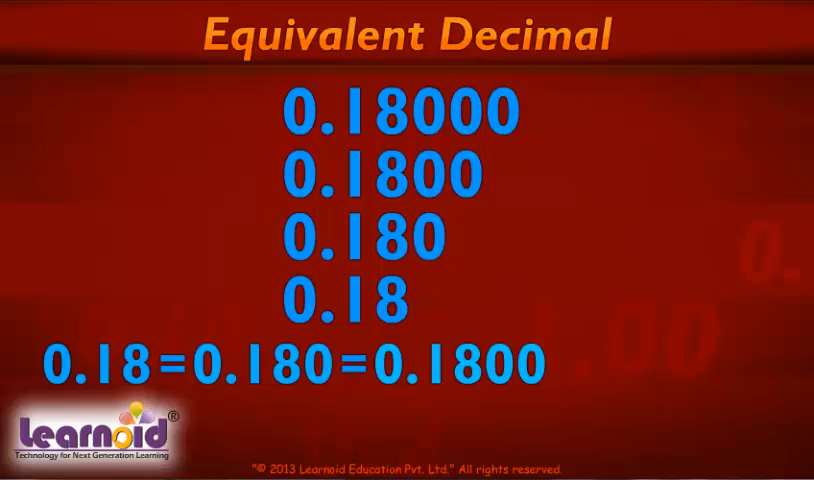 Equivalent Decimal
0.18000
0.1800
0.180
0.18
0.18=0.180=0.1800
Learnoid®
Technology for Next Generation Learning
"© 2013 Learnoid Education Pvt. Ltd." All rights reserved.